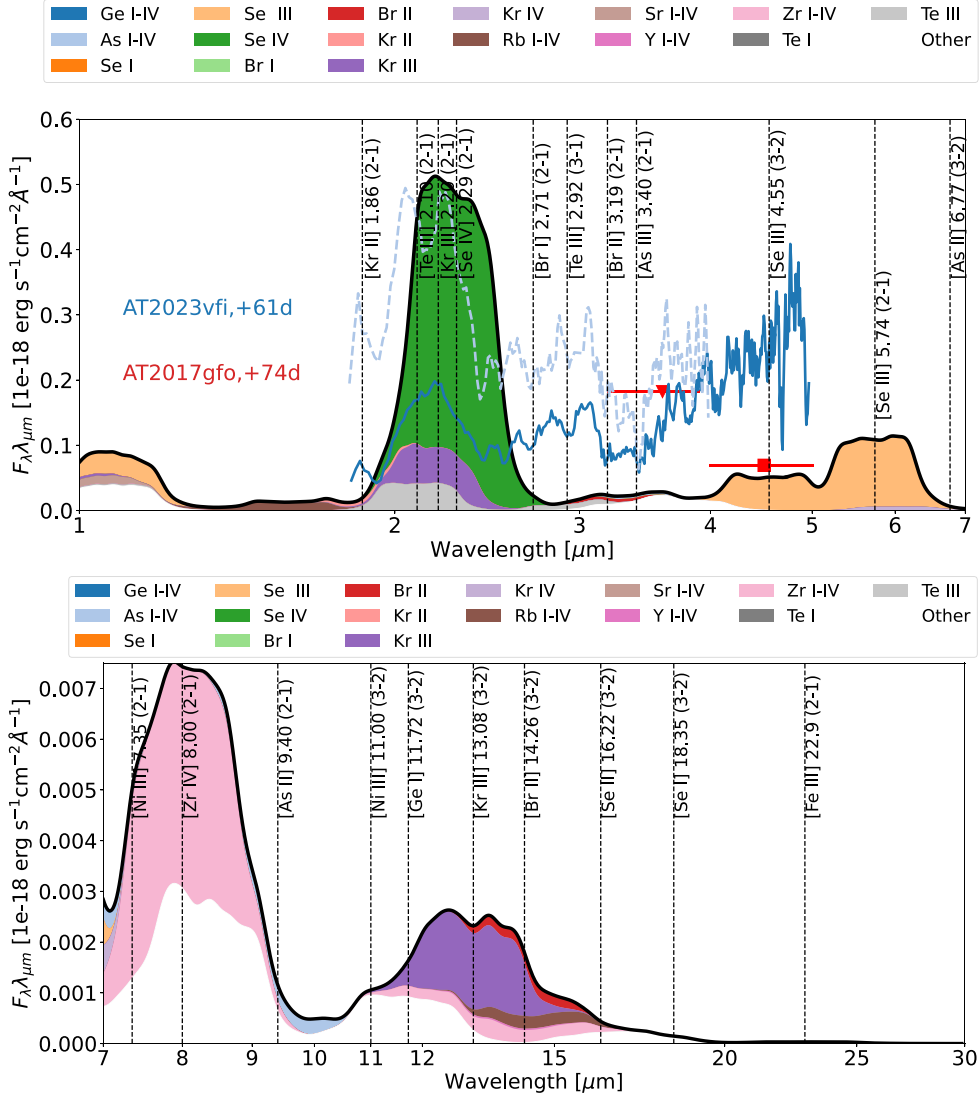 Ge I-IV Se III Br II Kr IV Sr I-IV Zr I-IV Te III
As I-IV Se IV Kr II Rb I-IV Y I-IV Te I Other
Se I Br I Kr III
0.6
0.5
0.4
0.3
0.2
0.1
0.0
F_λλ_μm [1e-18 erg s⁻¹cm⁻²Å⁻¹]
[Kr II] 1.86 (2-1)
[Te III] 2.10 (2-1)
[Kr III] 2.20 (2-1)
[Se IV] 2.29 (2-1)
[Br I] 2.71 (2-1)
[Te III] 2.92 (3-1)
[Br II] 3.19 (2-1)
[As III] 3.40 (2-1)
[Se III] 4.55 (3-2)
[Se III] 5.74 (2-1)
[As II] 6.77 (3-2)
AT2023vfi,+61d
AT2017gfo,+74d
1 2 3 4 5 6 7
Wavelength [μm]
Ge I-IV Se III Br II Kr IV Sr I-IV Zr I-IV Te III
As I-IV Se IV Kr II Rb I-IV Y I-IV Te I Other
Se I Br I Kr III
0.007
0.006
0.005
0.004
0.003
0.002
0.001
0.000
F_λλ_μm [1e-18 erg s⁻¹cm⁻²Å⁻¹]
[Ni II] 7.35 (2-1)
[Zr IV] 8.00 (2-1)
[As II] 9.40 (2-1)
[Ni III] 11.00 (3-2)
[Ge I] 11.72 (3-2)
[Kr III] 13.08 (3-2)
[Br II] 14.26 (3-2)
[Se II] 16.22 (3-2)
[Se I] 18.35 (3-2)
[Fe III] 22.9 (2-1)
7 8 9 10 11 12 15 20 25 30
Wavelength [μm]